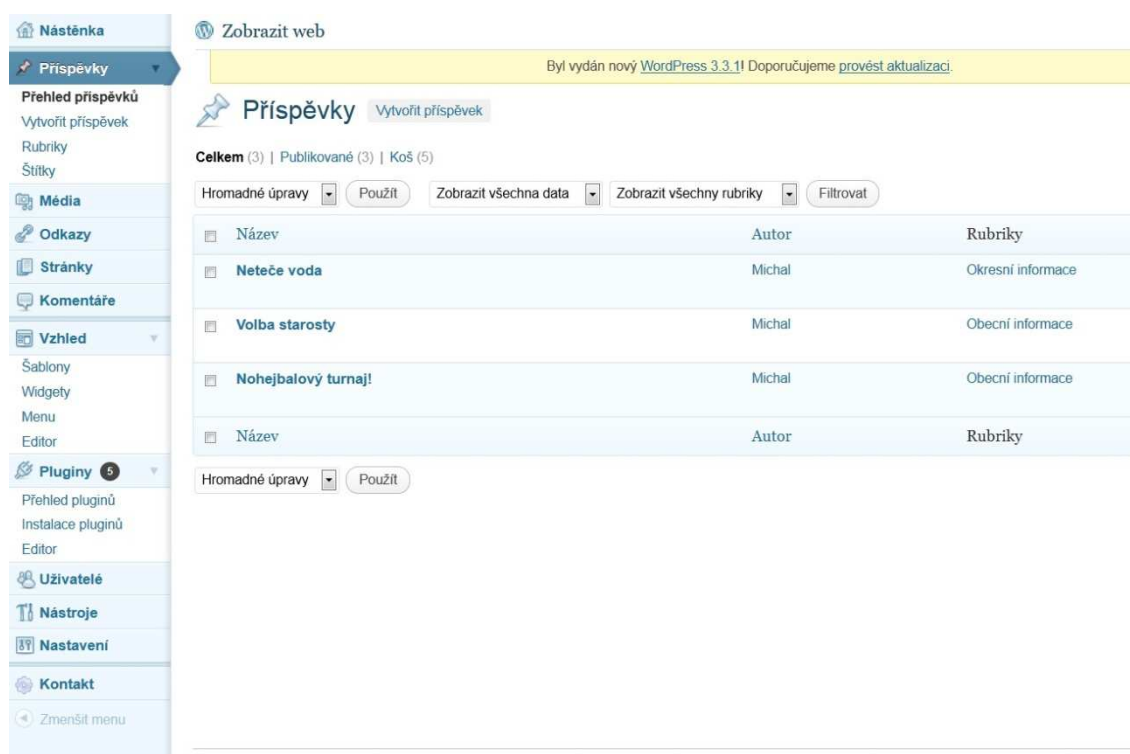 Nástěnka
Příspěvky
Přehled příspěvků
Vytvořit příspěvek
Rubriky
Štítky
Média
Odkazy
Stránky
Komentáře
Vzhled
Šablony
Widgety
Menu
Editor
Pluginy 5
Přehled pluginů
Instalace pluginů
Editor
Uživatelé
Nástroje
Nastavení
Kontakt
Zmenšit menu
Zobrazit web
Byl vydán nový WordPress 3.3.1! Doporučujeme provést aktualizaci.
Příspěvky Vytvořit příspěvek
Celkem (3) | Publikované (3) | Koš (5)
Hromadné úpravy Použít Zobrazit všechna data Zobrazit všechny rubriky Filtrovat
Název Autor Rubriky
Neteče voda Michal Okresní informace
Volba starosty Michal Obecní informace
Nohejbalový turnaj! Michal Obecní informace
Název Autor Rubriky
Hromadné úpravy Použít